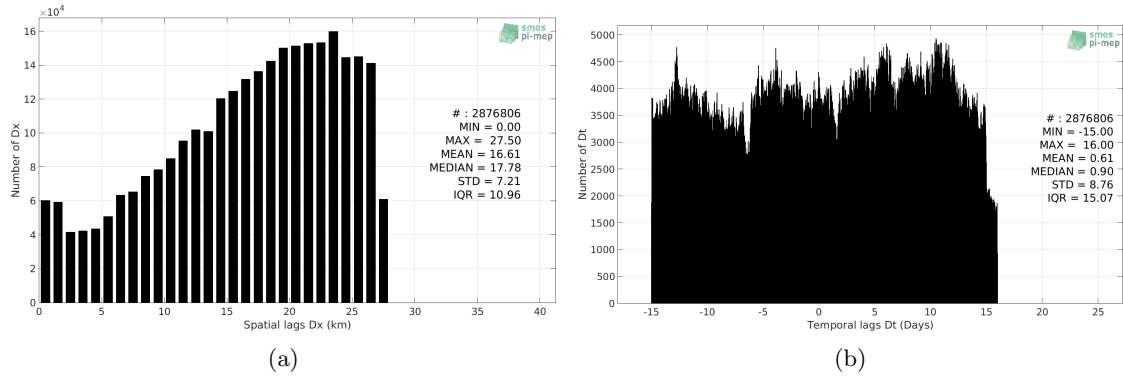 ×10⁴
16
14
12
10
8
6
4
2
0
Number of Dx
0 5 10 15 20 25 30 35 40
Spatial lags Dx (km)
smos
pi-mep
# : 2876806
MIN = 0.00
MAX = 27.50
MEAN = 16.61
MEDIAN = 17.78
STD = 7.21
IQR = 10.96
(a)
5000
4500
4000
3500
3000
2500
2000
1500
1000
500
0
Number of Dt
-15 -10 -5 0 5 10 15 20 25
Temporal lags Dt (Days)
smos
pi-mep
# : 2876806
MIN = -15.00
MAX = 16.00
MEAN = 0.61
MEDIAN = 0.90
STD = 8.76
IQR = 15.07
(b)